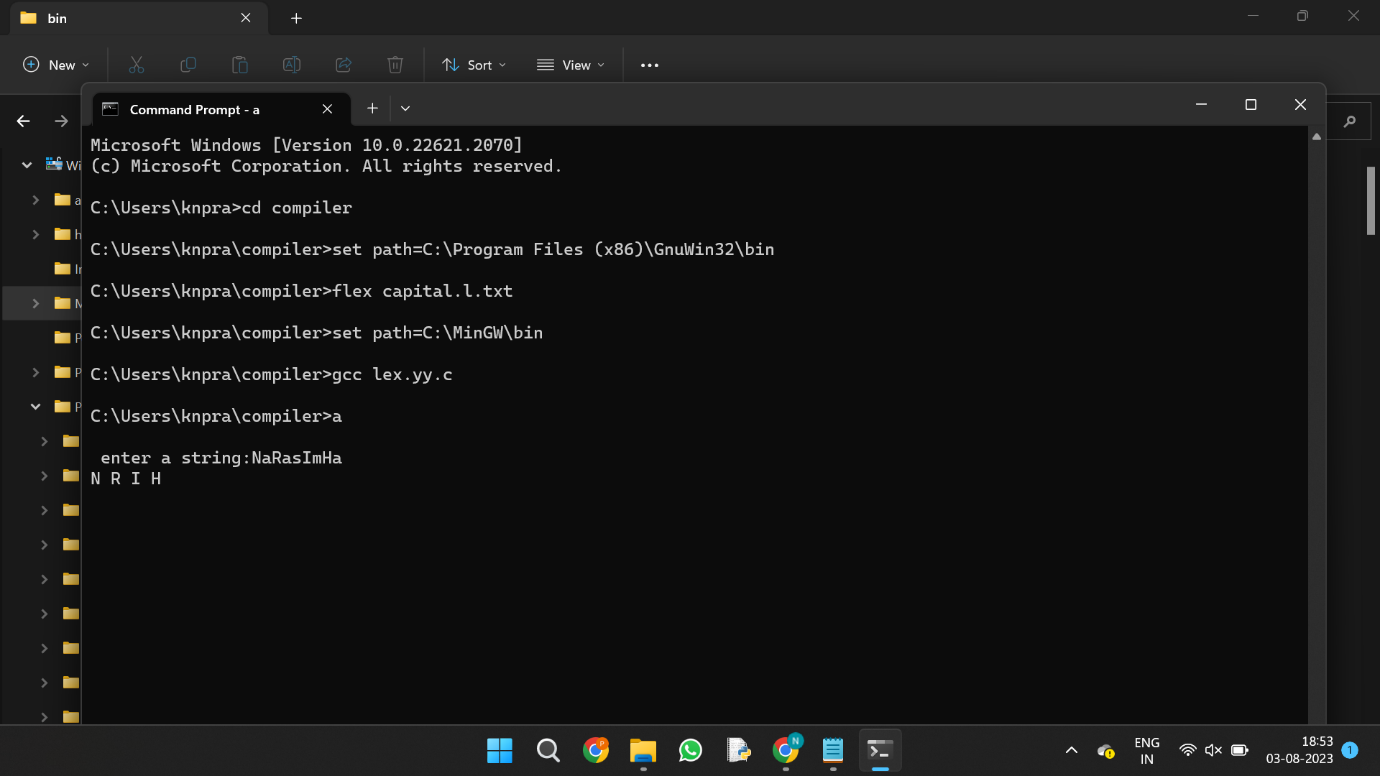 bin
New
Sort
View
Command Prompt - a
Microsoft Windows [Version 10.0.22621.2070]
(c) Microsoft Corporation. All rights reserved.
C:\Users\knpra>cd compiler
C:\Users\knpra\compiler>set path=C:\Program Files (x86)\GnuWin32\bin
C:\Users\knpra\compiler>flex capital.l.txt
C:\Users\knpra\compiler>set path=C:\MinGW\bin
C:\Users\knpra\compiler>gcc lex.yy.c
C:\Users\knpra\compiler>a
enter a string:NaRasImHa
N R I H
ENG
IN
18:53
03-08-2023
1